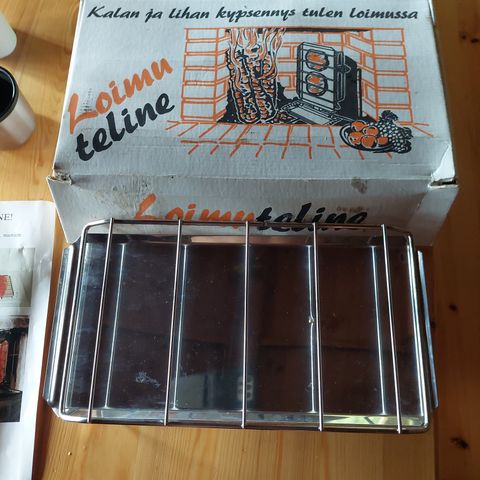 Kalan ja lihan kypsennys tulen loimussa
Loimu
teline
Loimuteline
NE!